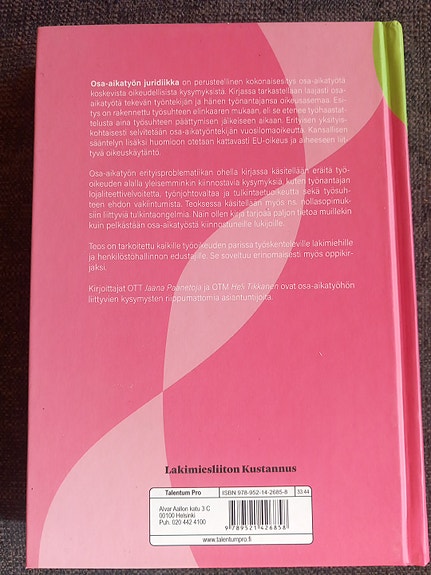 Osa-aikatyön juridiikka on perusteellinen kokonaisesitys osa-aikatyötä
koskevista oikeudellisista kysymyksistä. Kirjassa tarkastellaan laajasti osa-
aikatyötä tekevän työntekijän ja hänen työnantajansa oikeusasemaa. Esi-
tys on rakennettu työsuhteen elinkaaren mukaan, eli se etenee työhaastat-
telusta aina työsuhteen päättymisen jälkeiseen aikaan. Erityisen yksityis-
kohtaisesti selvitetään osa-aikatyöntekijän vuosilomaoikeutta. Kansallisen
sääntelyn lisäksi huomioon otetaan kattavasti EU-oikeus ja aiheeseen liit-
tyvä oikeuskäytäntö.
Osa-aikatyön erityisproblematiikan ohella kirjassa käsitellään eräitä työ-
oikeuden alalla yleisemminkin kiinnostavia kysymyksiä, kuten työnantajan
lojaliteettivelvoitetta, työnjohtovaltaa ja tulkintaetuoikeutta sekä työsuh-
teen ehdon vakiintumista. Teoksessa käsitellään myös ns. nollasopimuk-
siin liittyviä tulkintaongelmia. Näin ollen kirja tarjoaa paljon tietoa muillekin
kuin pelkästään osa-aikatyöstä kiinnostuneille lukijoille.
Teos on tarkoitettu kaikille työoikeuden parissa työskenteleville lakimiehille
ja henkilöstöhallinnon edustajille. Se soveltuu erinomaisesti myös oppikir-
jaksi.
Kirjoittajat OTT Jaana Paanetoja ja OTM Heli Tikkanen ovat osa-aikatyöhön
liittyvien kysymysten riippumattomia asiantuntijoita.
Lakimiesliiton Kustannus
Talentum Pro
ISBN 978-952-14-2685-8
33.44
Alvar Aallon katu 3 C
00100 Helsinki
Puh. 020 442 4100
9 789521 426858
www.talentumpro.fi